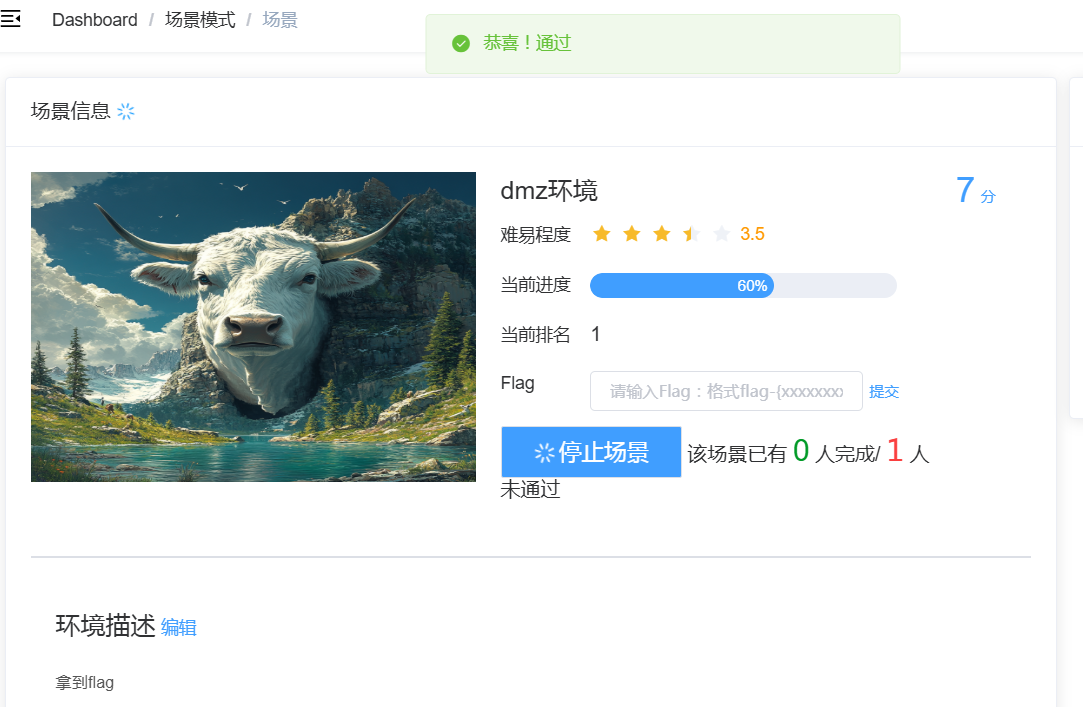 Dashboard / 场景模式 / 场景
恭喜！通过
场景信息
dmz环境
7 分
难易程度 3.5
当前进度 60%
当前排名 1
Flag 请输入Flag：格式flag-{xxxxxxxx 提交
停止场景 该场景已有 0 人完成/ 1 人
未通过
环境描述 编辑
拿到flag